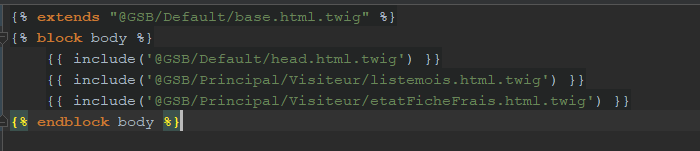 {% extends "@GSB/Default/base.html.twig" %}
{% block body %}
{{ include('@GSB/Default/head.html.twig') }}
{{ include('@GSB/Principal/Visiteur/listemois.html.twig') }}
{{ include('@GSB/Principal/Visiteur/etatFicheFrais.html.twig') }}
{% endblock body %}